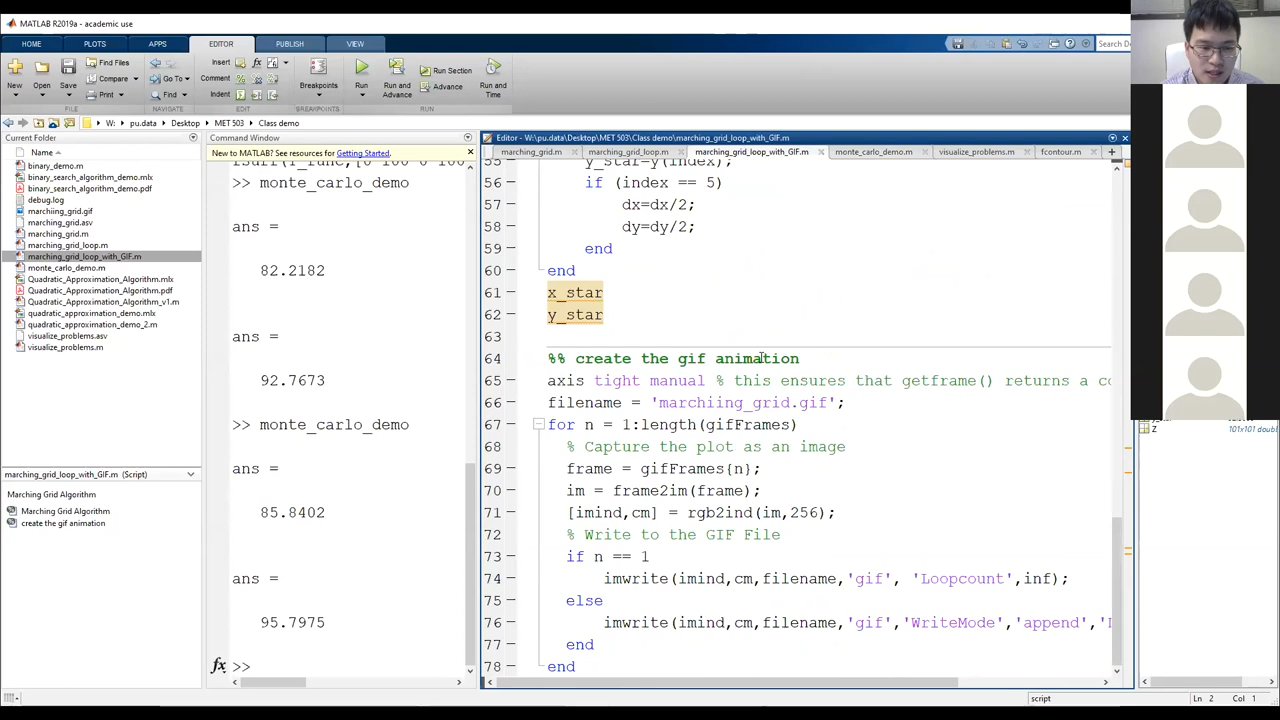 MATLAB R2019a - academic use
HOME PLOTS APPS EDITOR PUBLISH VIEW
Search Do
New Open Save Find Files Compare Print
Go To Find
Insert Comment Indent
Breakpoints
Run Run and Advance Run Section Advance Run and Time
FILE NAVIGATE EDIT BREAKPOINTS RUN
W: pu.data Desktop MET 503 Class demo
Current Folder
Name
binary_demo.m
binary_search_algorithm_demo.mlx
binary_search_algorithm_demo.pdf
debug.log
marchiing_grid.gif
marching_grid.asv
marching_grid.m
marching_grid_loop.m
marching_grid_loop_with_GIF.m
monte_carlo_demo.m
Quadratic_Approximation_Algorithm.mlx
Quadratic_Approximation_Algorithm.pdf
Quadratic_Approximation_Algorithm_v1.m
quadratic_approximation_demo.mlx
quadratic_approximation_demo_2.m
visualize_problems.asv
visualize_problems.m
marching_grid_loop_with_GIF.m (Script)
Marching Grid Algorithm
Marching Grid Algorithm
create the gif animation
Command Window
New to MATLAB? See resources for Getting Started.
>> monte_carlo_demo
ans =
82.2182
ans =
92.7673
>> monte_carlo_demo
ans =
85.8402
ans =
95.7975
fx >>
Editor - W:\pu.data\Desktop\MET 503\Class demo\marching_grid_loop_with_GIF.m
marching_grid.m marching_grid_loop.m marching_grid_loop_with_GIF.m monte_carlo_demo.m visualize_problems.m fcontour.m
55 y_star=y(index);
56 if (index == 5)
57 dx=dx/2;
58 dy=dy/2;
59 end
60 end
61 x_star
62 y_star
63
64 %% create the gif animation
65 axis tight manual % this ensures that getframe() returns a co
66 filename = 'marchiing_grid.gif';
67 for n = 1:length(gifFrames)
68 % Capture the plot as an image
69 frame = gifFrames{n};
70 im = frame2im(frame);
71 [imind,cm] = rgb2ind(im,256);
72 % Write to the GIF File
73 if n == 1
74 imwrite(imind,cm,filename,'gif', 'Loopcount',inf);
75 else
76 imwrite(imind,cm,filename,'gif','WriteMode','append','
77 end
78 end
Z 101x101 doubl
script Ln 2 Col 1